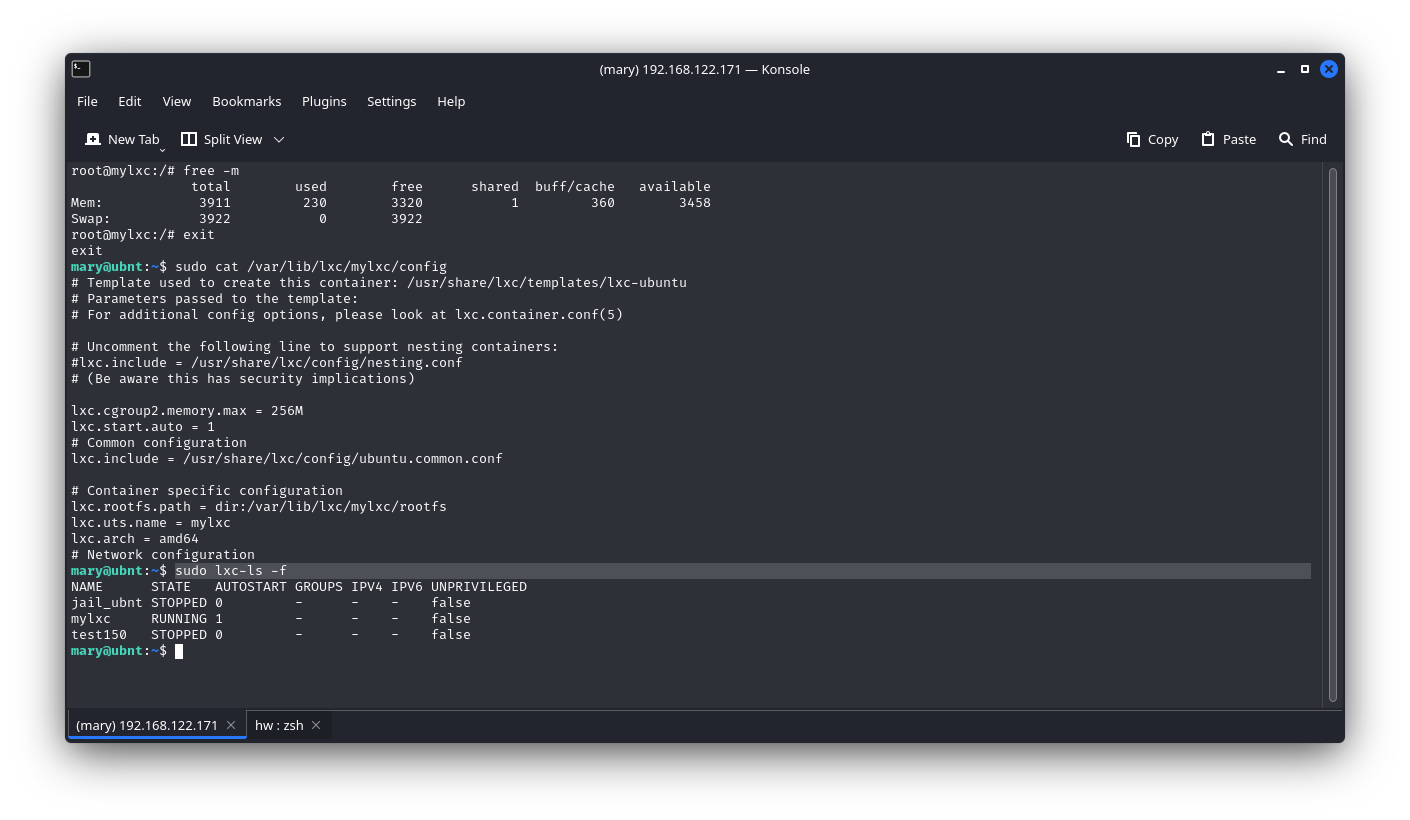 (mary) 192.168.122.171 — Konsole
File Edit View Bookmarks Plugins Settings Help
New Tab Split View Copy Paste Find
root@mylxc:/# free -m
               total        used        free      shared  buff/cache   available
Mem:            3911         230        3320           1         360        3458
Swap:           3922           0        3922
root@mylxc:/# exit
exit
mary@ubnt:~$ sudo cat /var/lib/lxc/mylxc/config
# Template used to create this container: /usr/share/lxc/templates/lxc-ubuntu
# Parameters passed to the template:
# For additional config options, please look at lxc.container.conf(5)
# Uncomment the following line to support nesting containers:
#lxc.include = /usr/share/lxc/config/nesting.conf
# (Be aware this has security implications)
lxc.cgroup2.memory.max = 256M
lxc.start.auto = 1
# Common configuration
lxc.include = /usr/share/lxc/config/ubuntu.common.conf
# Container specific configuration
lxc.rootfs.path = dir:/var/lib/lxc/mylxc/rootfs
lxc.uts.name = mylxc
lxc.arch = amd64
# Network configuration
mary@ubnt:~$ sudo lxc-ls -f
NAME      STATE   AUTOSTART GROUPS IPV4 IPV6 UNPRIVILEGED
jail_ubnt STOPPED 0         -      -    -    false
mylxc     RUNNING 1         -      -    -    false
test150   STOPPED 0         -      -    -    false
mary@ubnt:~$
(mary) 192.168.122.171 hw : zsh